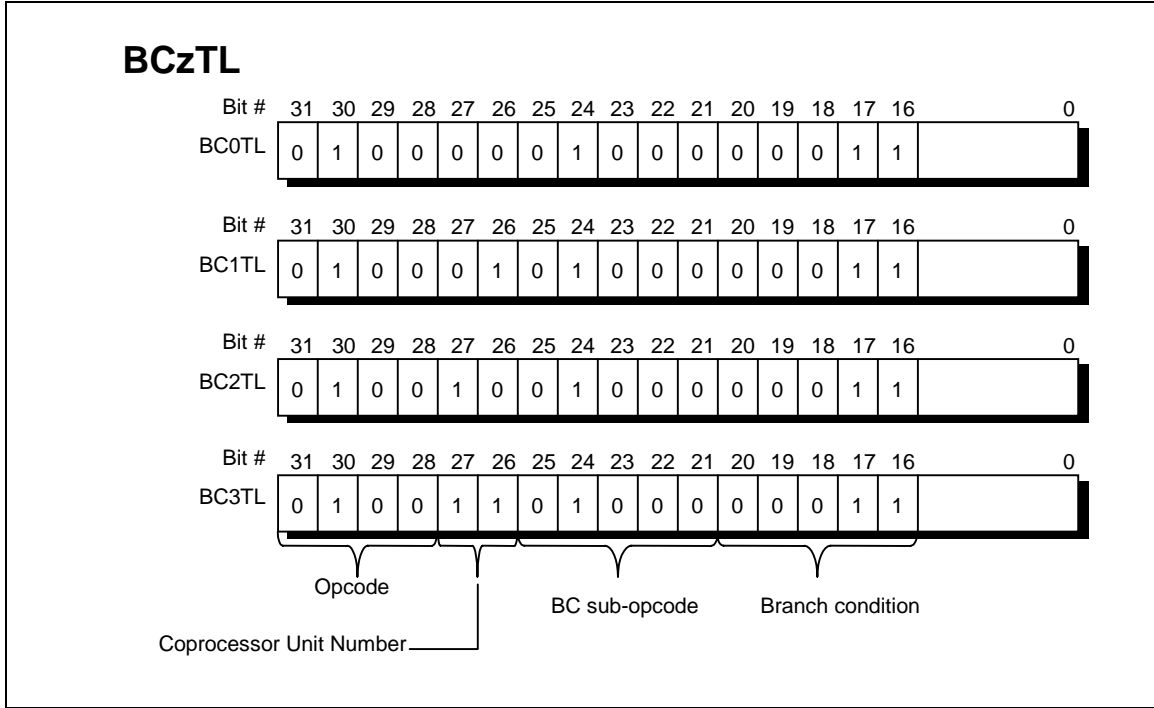 BCzTL
Bit # 31 30 29 28 27 26 25 24 23 22 21 20 19 18 17 16 0
BC0TL 0 1 0 0 0 0 0 1 0 0 0 0 0 0 1 1
Bit # 31 30 29 28 27 26 25 24 23 22 21 20 19 18 17 16 0
BC1TL 0 1 0 0 0 1 0 1 0 0 0 0 0 0 1 1
Bit # 31 30 29 28 27 26 25 24 23 22 21 20 19 18 17 16 0
BC2TL 0 1 0 0 1 0 0 1 0 0 0 0 0 0 1 1
Bit # 31 30 29 28 27 26 25 24 23 22 21 20 19 18 17 16 0
BC3TL 0 1 0 0 1 1 0 1 0 0 0 0 0 0 1 1
Opcode BC sub-opcode Branch condition
Coprocessor Unit Number